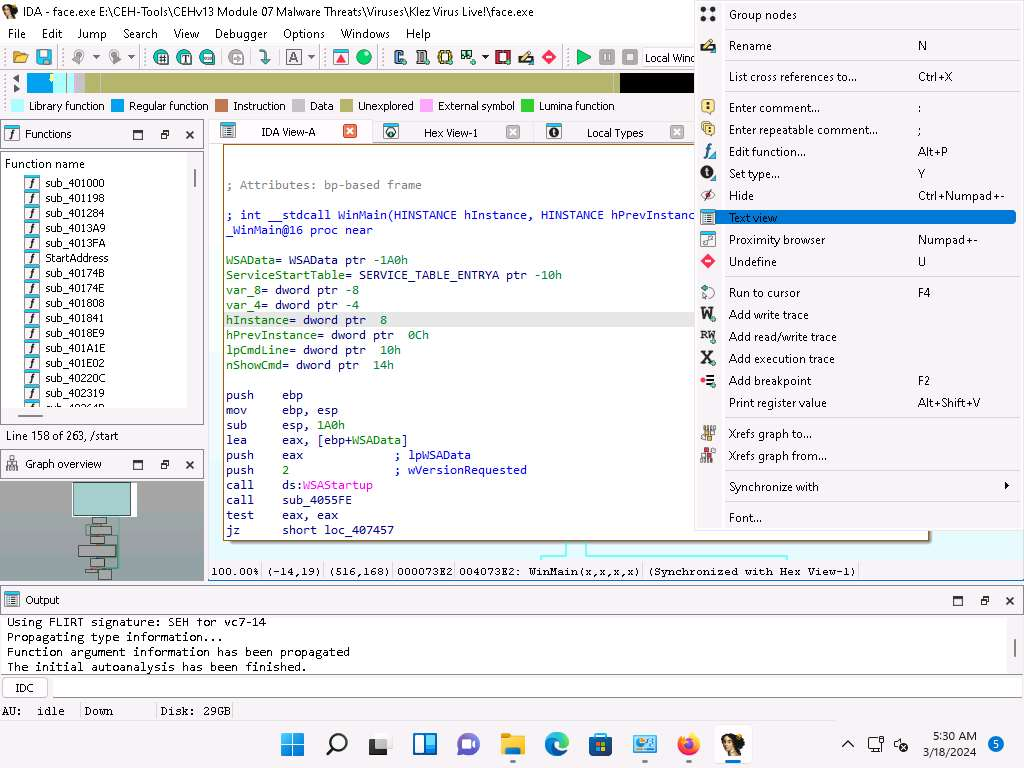 IDA - face.exe E:\CEH-Tools\CEHv13 Module 07 Malware Threats\Viruses\Klez Virus Live!\face.exe
File Edit Jump Search View Debugger Options Windows Help
Local Winc
Library function Regular function Instruction Data Unexplored External symbol Lumina function
Functions
IDA View-A
Hex View-1
Local Types
Function name
sub_401000
sub_401198
sub_401284
sub_4013A9
sub_4013FA
StartAddress
sub_40174B
sub_40174E
sub_401808
sub_401841
sub_4018E9
sub_401A1E
sub_401E02
sub_40220C
sub_402319
Line 158 of 263, /start
Graph overview
; Attributes: bp-based frame
; int __stdcall WinMain(HINSTANCE hInstance, HINSTANCE hPrevInstanc
_WinMain@16 proc near
WSAData= WSAData ptr -1A0h
ServiceStartTable= SERVICE_TABLE_ENTRYA ptr -10h
var_8= dword ptr -8
var_4= dword ptr -4
hInstance= dword ptr 8
hPrevInstance= dword ptr 0Ch
lpCmdLine= dword ptr 10h
nShowCmd= dword ptr 14h
push ebp
mov ebp, esp
sub esp, 1A0h
lea eax, [ebp+WSAData]
push eax ; lpWSAData
push 2 ; wVersionRequested
call ds:WSAStartup
call sub_4055FE
test eax, eax
jz short loc_407457
100.00% (-14,19) (516,168) 000073E2 004073E2: WinMain(x,x,x,x) (Synchronized with Hex View-1)
Group nodes
Rename N
List cross references to... Ctrl+X
Enter comment... :
Enter repeatable comment... ;
Edit function... Alt+P
Set type... Y
Hide Ctrl+Numpad+-
Text view
Proximity browser Numpad+-
Undefine U
Run to cursor F4
Add write trace
Add read/write trace
Add execution trace
Add breakpoint F2
Print register value Alt+Shift+V
Xrefs graph to...
Xrefs graph from...
Synchronize with
Font...
Output
Using FLIRT signature: SEH for vc7-14
Propagating type information...
Function argument information has been propagated
The initial autoanalysis has been finished.
IDC
AU: idle Down Disk: 29GB
5:30 AM
3/18/2024
5